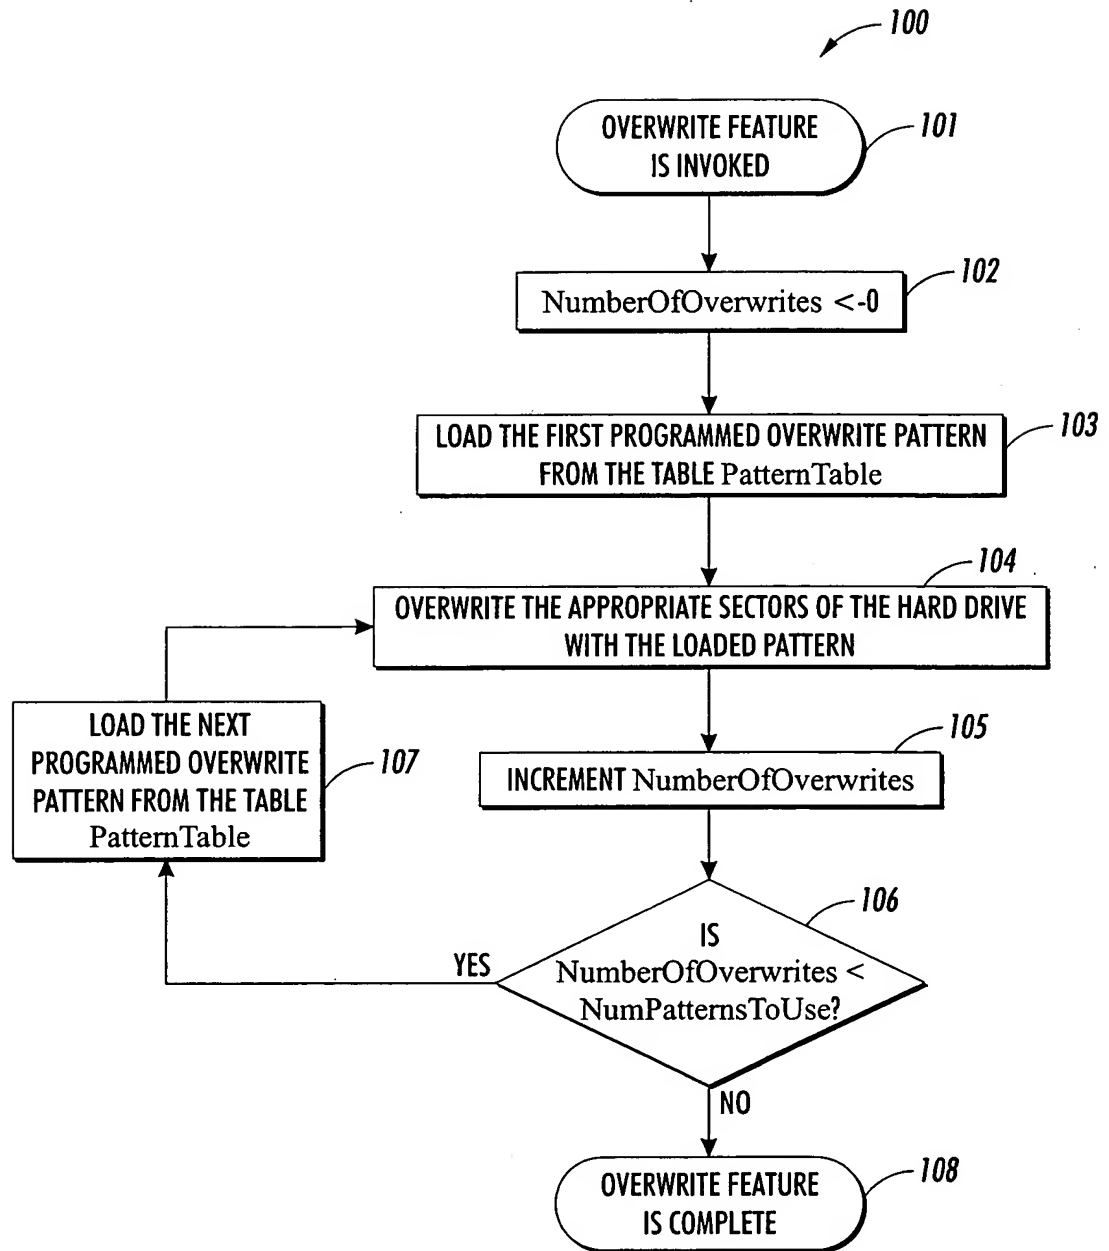 100
OVERWRITE FEATURE
IS INVOKED
101
NumberOfOverwrites <-0
102
LOAD THE FIRST PROGRAMMED OVERWRITE PATTERN
FROM THE TABLE PatternTable
103
104
OVERWRITE THE APPROPRIATE SECTORS OF THE HARD DRIVE
WITH THE LOADED PATTERN
LOAD THE NEXT
PROGRAMMED OVERWRITE
PATTERN FROM THE TABLE
PatternTable
107
105
INCREMENT NumberOfOverwrites
106
IS
NumberOfOverwrites <
NumPatternsToUse?
YES
NO
OVERWRITE FEATURE
IS COMPLETE
108